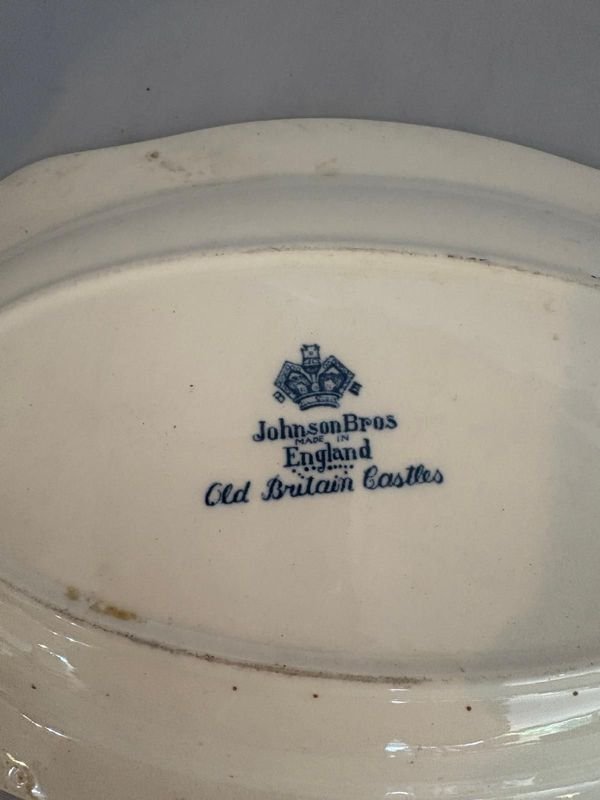 Johnson Bros
MADE IN
England
Old Britain Castles